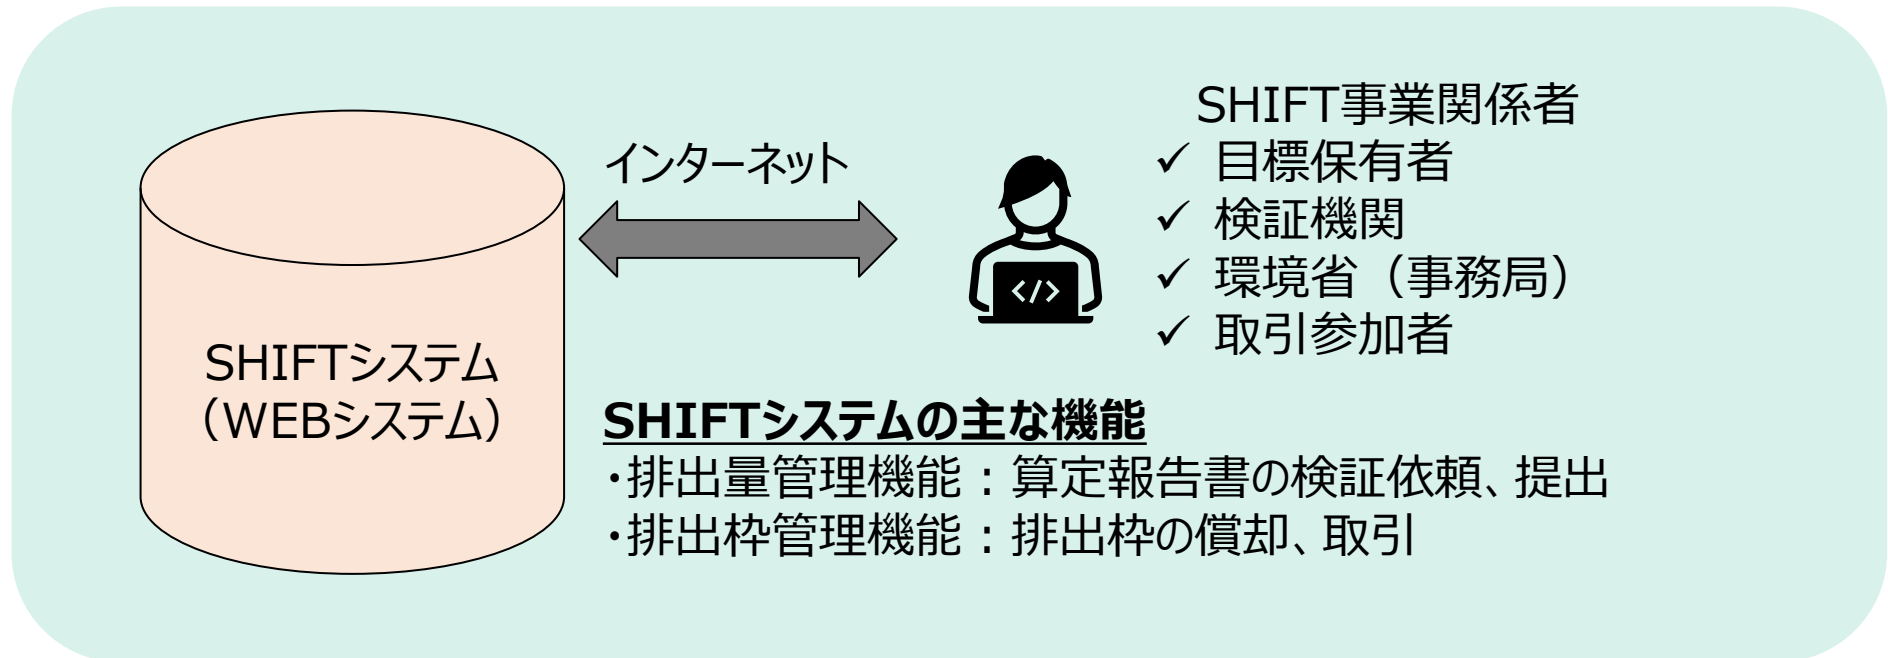 SHIFTシステム
（WEBシステム）
インターネット
</>
SHIFT事業関係者
✓ 目標保有者
✓ 検証機関
✓ 環境省（事務局）
✓ 取引参加者
SHIFTシステムの主な機能
・排出量管理機能：算定報告書の検証依頼、提出
・排出枠管理機能：排出枠の償却、取引